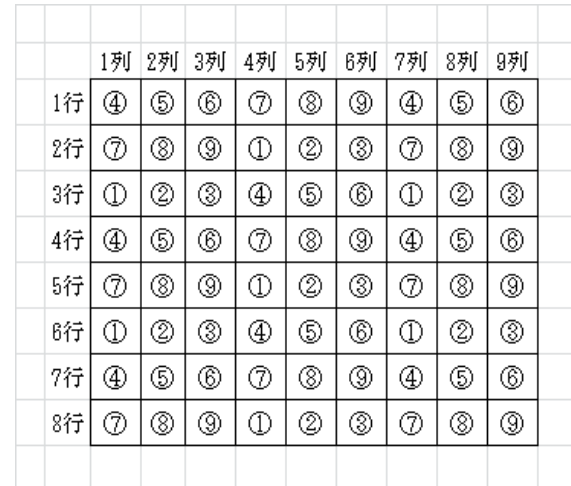 1列 2列 3列 4列 5列 6列 7列 8列 9列
1行 ④ ⑤ ⑥ ⑦ ⑧ ⑨ ④ ⑤ ⑥
2行 ⑦ ⑧ ⑨ ① ② ③ ⑦ ⑧ ⑨
3行 ① ② ③ ④ ⑤ ⑥ ① ② ③
4行 ④ ⑤ ⑥ ⑦ ⑧ ⑨ ④ ⑤ ⑥
5行 ⑦ ⑧ ⑨ ① ② ③ ⑦ ⑧ ⑨
6行 ① ② ③ ④ ⑤ ⑥ ① ② ③
7行 ④ ⑤ ⑥ ⑦ ⑧ ⑨ ④ ⑤ ⑥
8行 ⑦ ⑧ ⑨ ① ② ③ ⑦ ⑧ ⑨